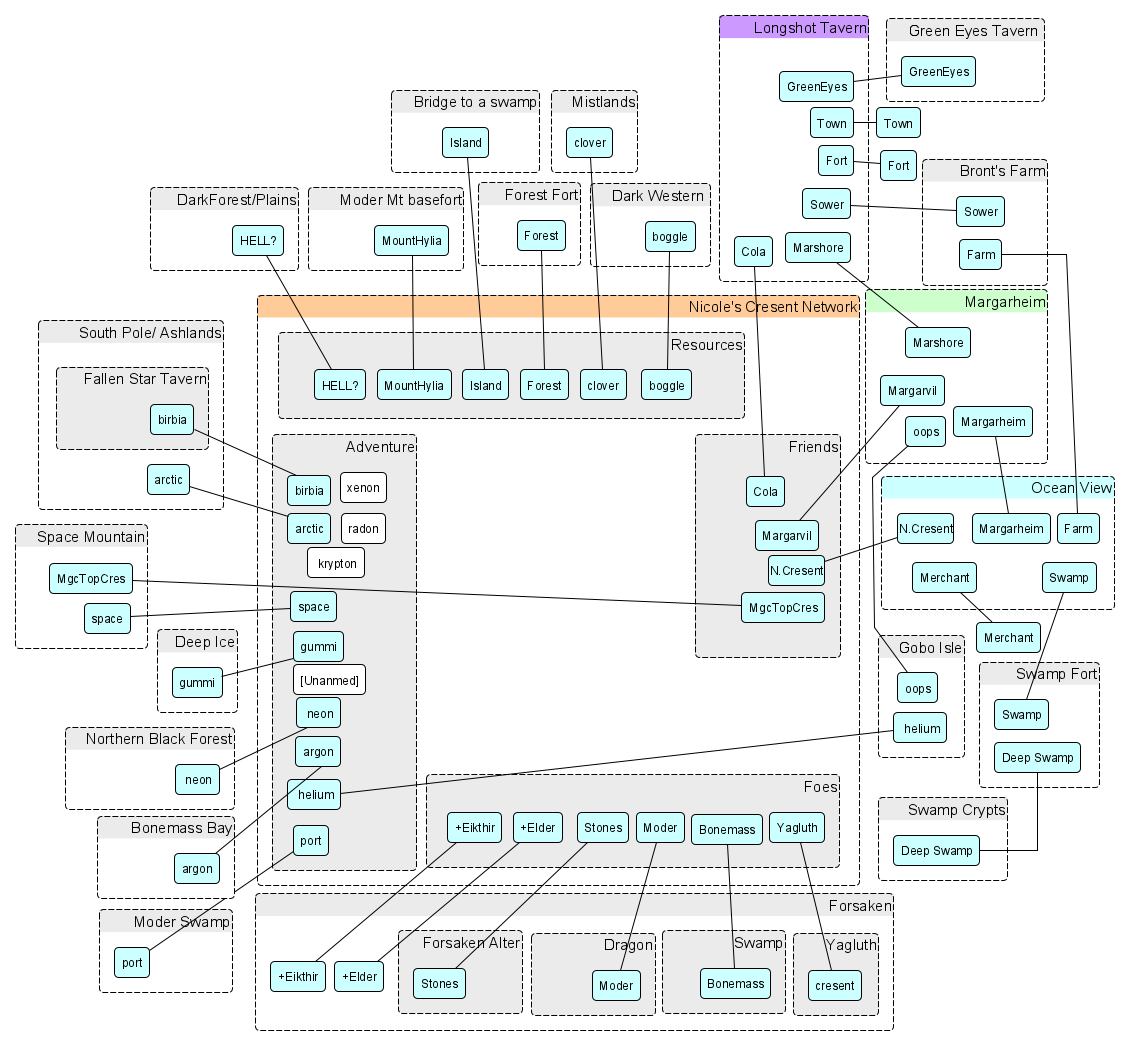 Longshot Tavern
Green Eyes Tavern
GreenEyes
GreenEyes
Bridge to a swamp
Mistlands
Town
Town
Island
clover
Fort
Fort
Bront's Farm
DarkForest/Plains
Moder Mt basefort
Forest Fort
Dark Western
Sower
Sower
HELL?
MountHylia
Forest
boggle
Cola
Marshore
Farm
Nicole's Cresent Network
Margarheim
South Pole/ Ashlands
Resources
Marshore
Fallen Star Tavern
HELL?
MountHylia
Island
Forest
clover
boggle
Margarvil
birbia
Margarheim
oops
Adventure
Friends
arctic
birbia
xenon
Cola
Ocean View
Space Mountain
arctic
radon
Margarvil
N.Cresent
Margarheim
Farm
krypton
N.Cresent
MgcTopCres
Merchant
Swamp
space
space
MgcTopCres
Deep Ice
gummi
Merchant
Gobo Isle
gummi
[Unanmed]
oops
Swamp Fort
neon
Swamp
Northern Black Forest
argon
helium
neon
Deep Swamp
helium
Foes
Bonemass Bay
port
+Eikthir
+Elder
Stones
Moder
Bonemass
Yagluth
Swamp Crypts
argon
Deep Swamp
Moder Swamp
Forsaken
port
+Eikthir
+Elder
Forsaken Alter
Stones
Dragon
Moder
Swamp
Bonemass
Yagluth
cresent